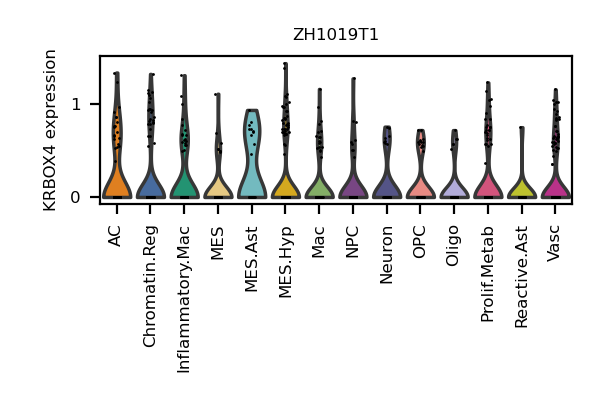 ZH1019T1
KRBOX4 expression
1
0
AC
Chromatin.Reg
Inflammatory.Mac
MES
MES.Ast
MES.Hyp
Mac
NPC
Neuron
OPC
Oligo
Prolif.Metab
Reactive.Ast
Vasc